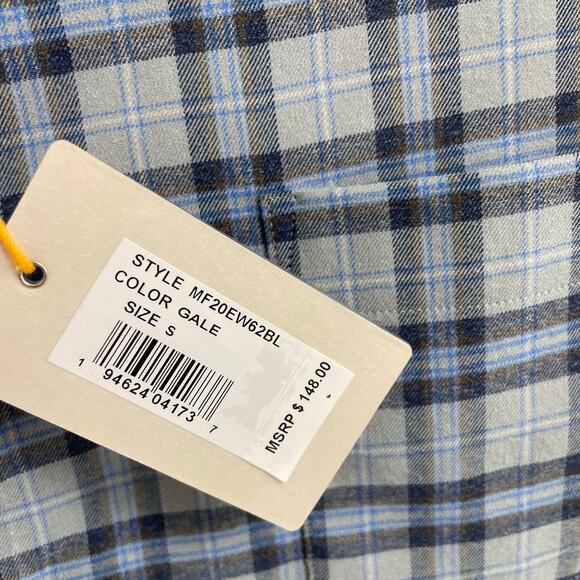 STYLE MF20EW62BL
COLOR GALE
SIZE S
1 94624 04173 7
MSRP $ 148.00